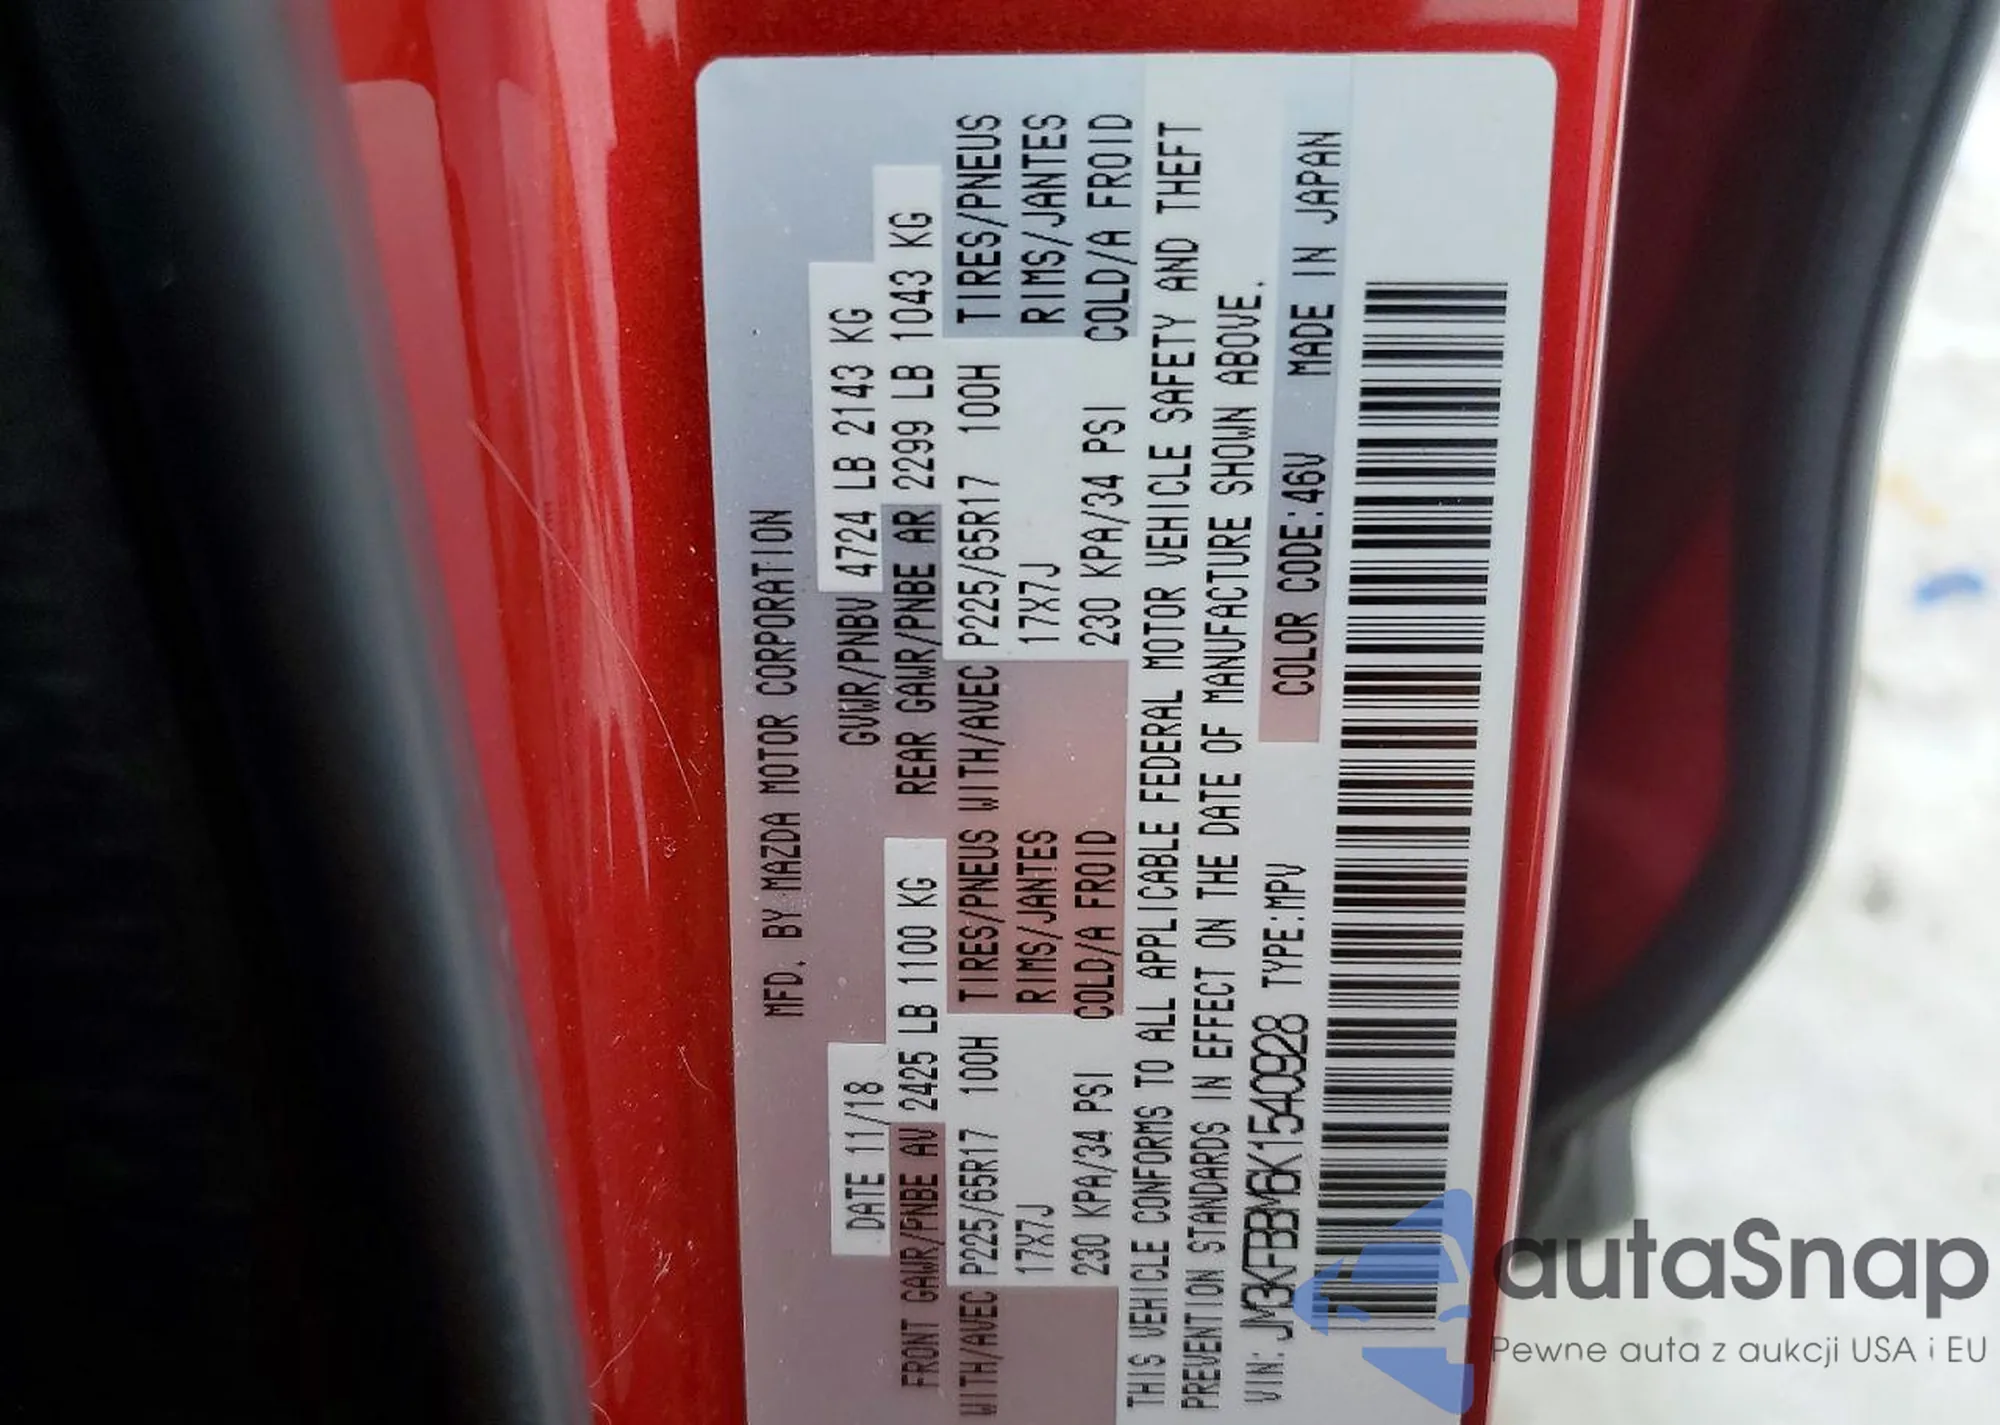 MFD. BY MAZDA MOTOR CORPORATION
DATE 11/18 GVWR/PNBV 4724 LB 2143 KG
FRONT GAWR/PNBE AV 2425 LB 1100 KG REAR GAWR/PNBE AR 2299 LB 1043 KG
WITH/AVEC P225/65R17 100H TIRES/PNEUS WITH/AVEC P225/65R17 100H TIRES/PNEUS
17X7J RIMS/JANTES 17X7J RIMS/JANTES
230 KPA/34 PSI COLD/A FROID 230 KPA/34 PSI COLD/A FROID
THIS VEHICLE CONFORMS TO ALL APPLICABLE FEDERAL MOTOR VEHICLE SAFETY AND THEFT
PREVENTION STANDARDS IN EFFECT ON THE DATE OF MANUFACTURE SHOWN ABOVE.
VIN:JM3KFBBM6K1540928 TYPE:MPV COLOR CODE:46V MADE IN JAPAN
autaSnap
Pewne auta z aukcji USA i EU